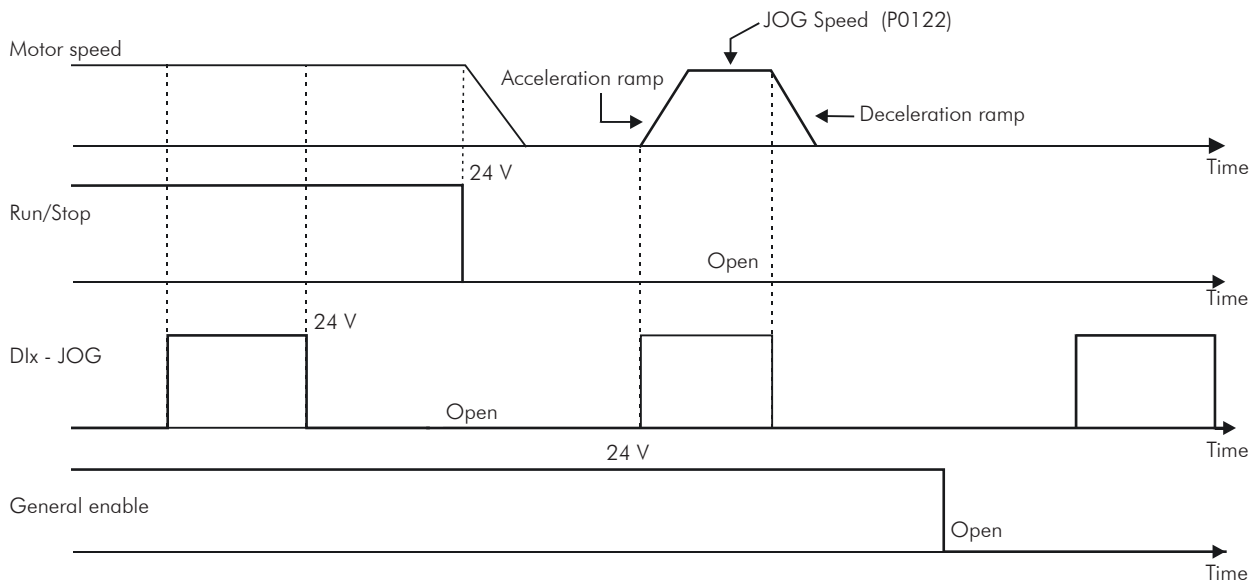 JOG Speed (P0122)
Motor speed
Acceleration ramp
Deceleration ramp
Time
24 V
Run/Stop
Open
Time
24 V
DIx - JOG
Open
Time
24 V
General enable
Open
Time